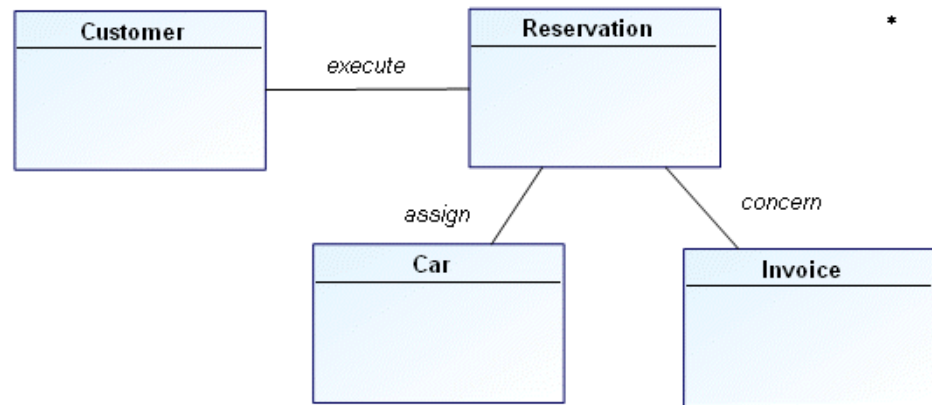 Customer
Reservation
*
execute
assign
concern
Car
Invoice